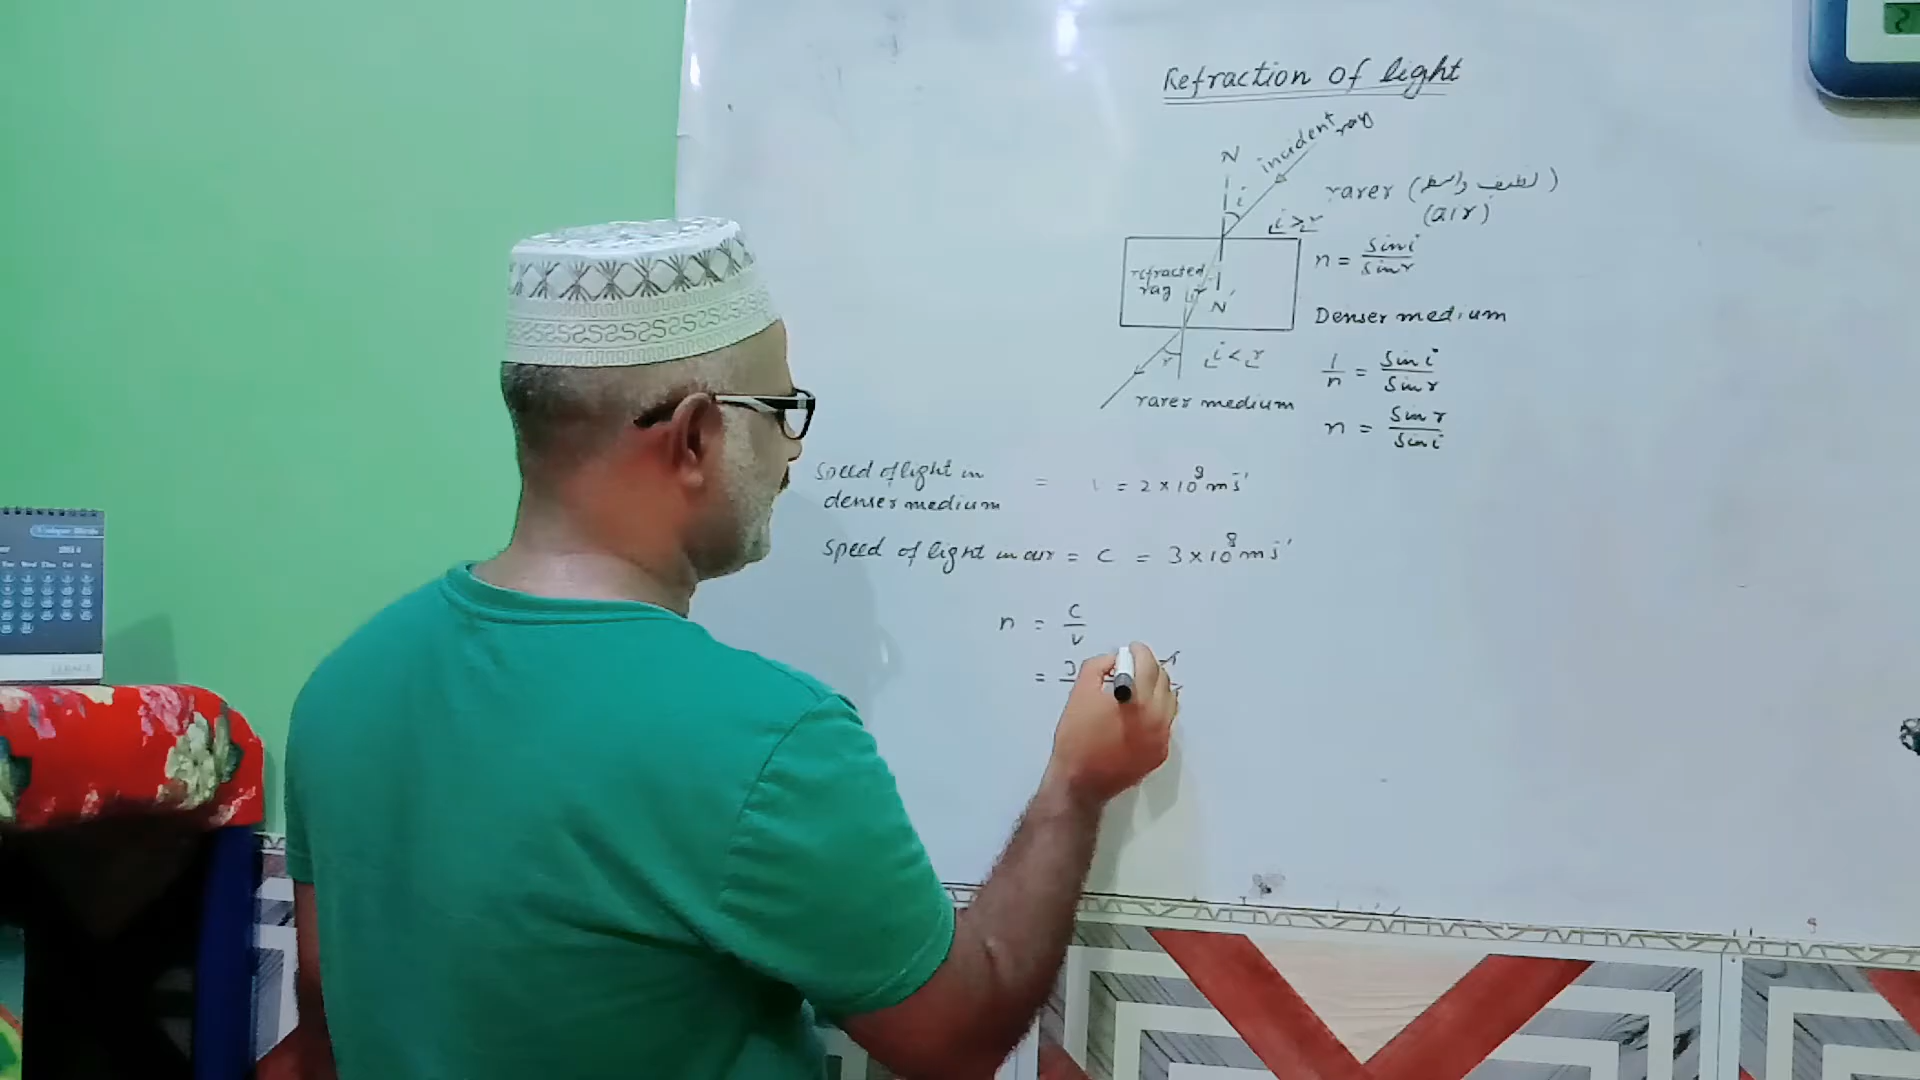 Refraction of light
incident ray
N
i
rarer (لطیف واسطہ)
(air)
∠i > ∠r
n = sin i / sin r
refracted
ray
r
N'
Denser medium
∠i < ∠r
r
1/n = sin i / sin r
rarer medium
n = sin r / sin i
Speed of light in
denser medium = = 2 × 10⁸ ms⁻¹
Speed of light in air = C = 3 × 10⁸ ms⁻¹
n = C / v
= 3